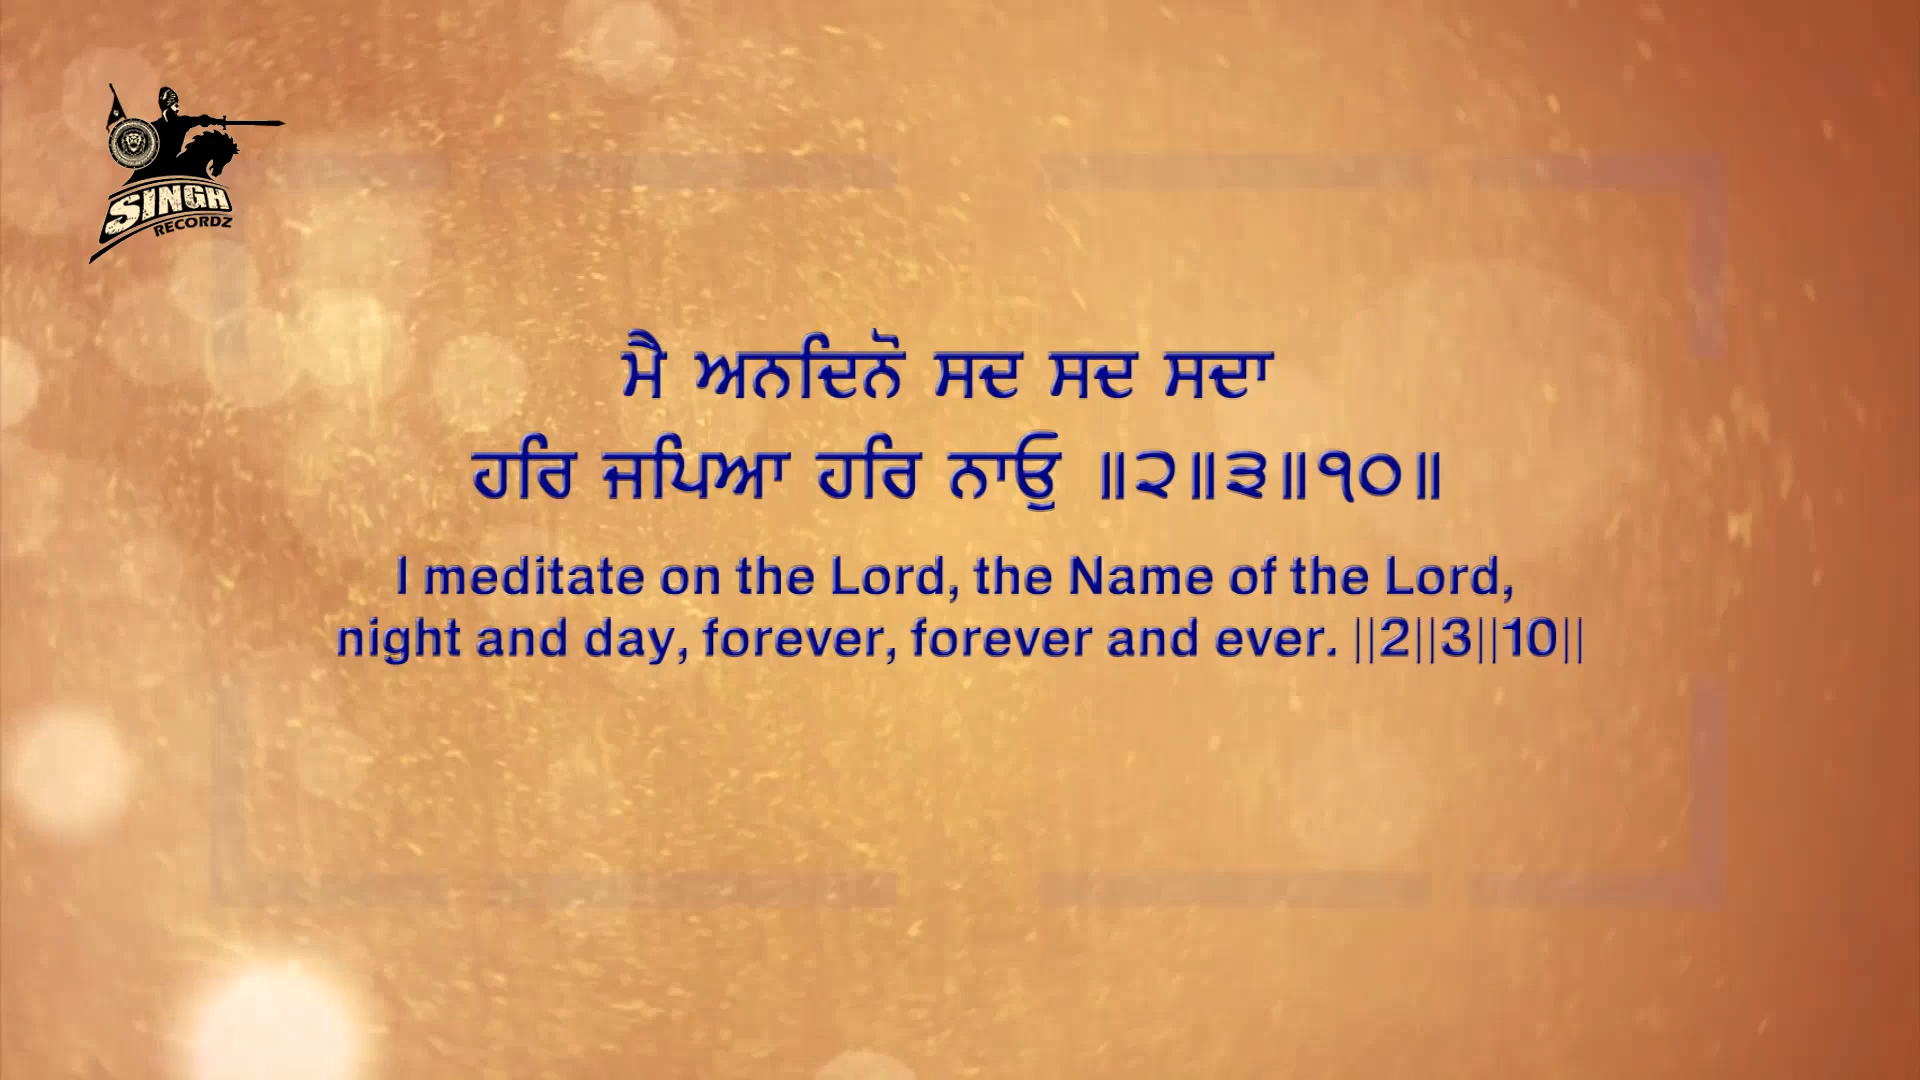 SINGH
RECORDZ
ਮੈ ਅਨਦਿਨੋ ਸਦ ਸਦ ਸਦਾ
ਹਰਿ ਜਪਿਆ ਹਰਿ ਨਾਓੁ ॥੨॥੩॥੧੦॥
I meditate on the Lord, the Name of the Lord,
night and day, forever, forever and ever. ||2||3||10||